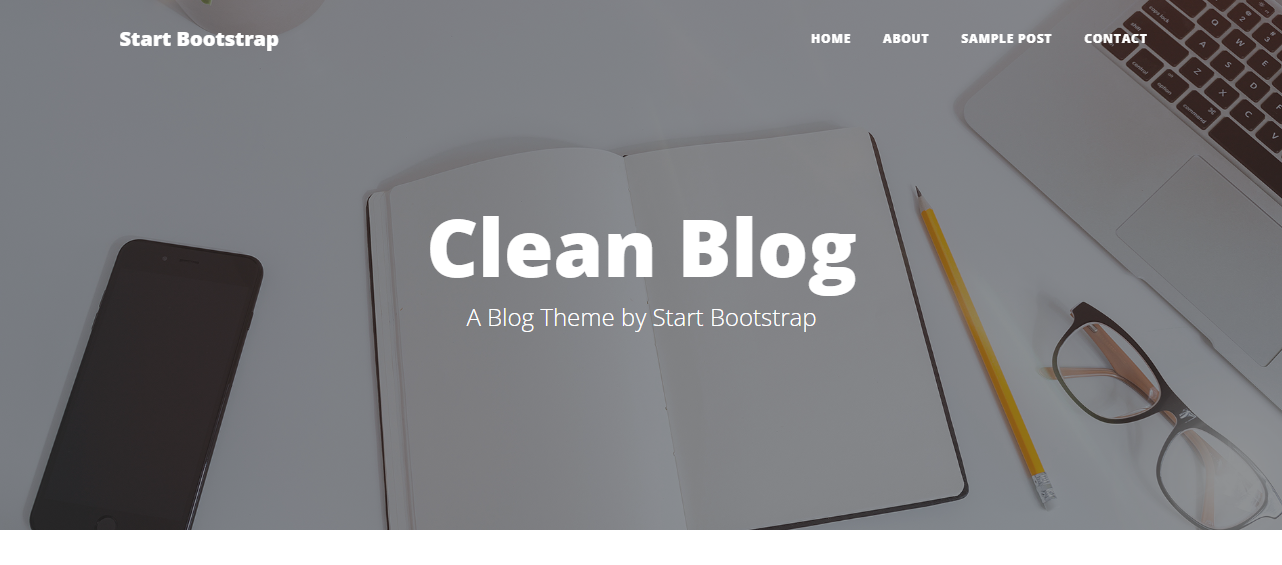 Start Bootstrap
HOME ABOUT SAMPLE POST CONTACT
Clean Blog
A Blog Theme by Start Bootstrap